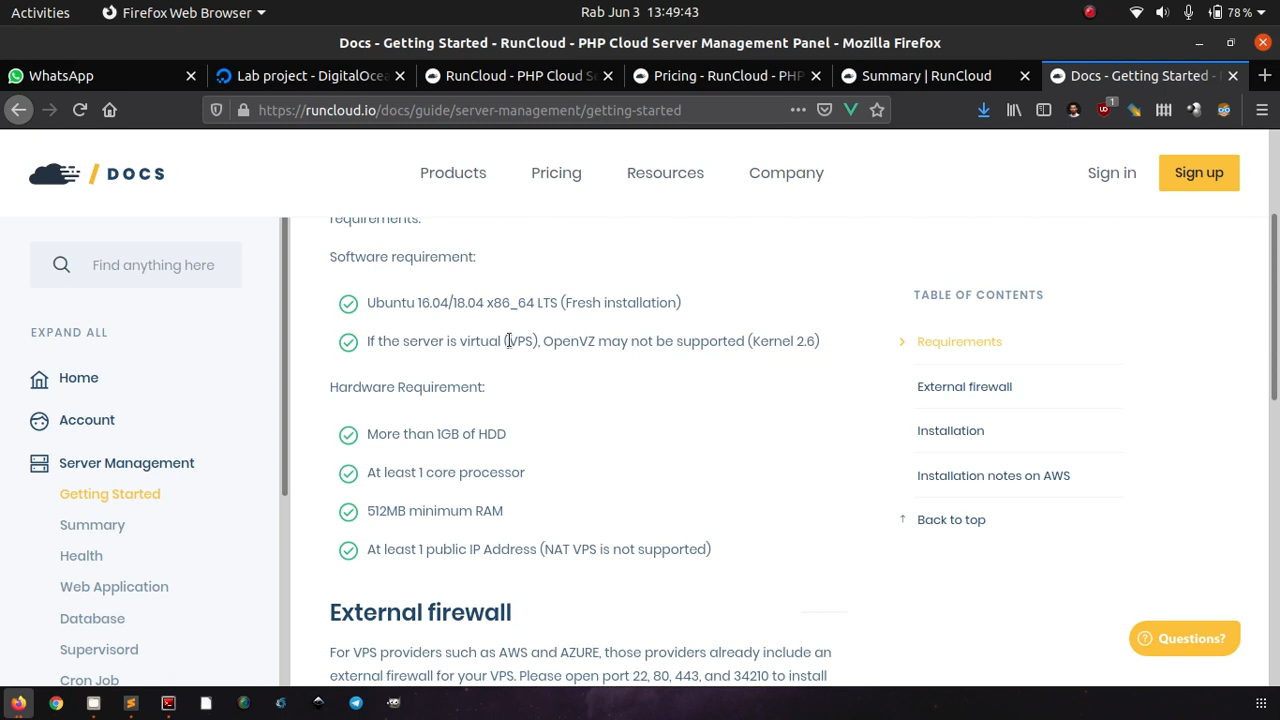 Activities
Firefox Web Browser
Rab Jun 3 13:49:43
78 %
Docs - Getting Started - RunCloud - PHP Cloud Server Management Panel - Mozilla Firefox
WhatsApp
Lab project - DigitalOcea
RunCloud - PHP Cloud S
Pricing - RunCloud - PHP
Summary | RunCloud
Docs - Getting Started -
https://runcloud.io/docs/guide/server-management/getting-started
1
/ DOCS
Products
Pricing
Resources
Company
Sign in
Sign up
Find anything here
EXPAND ALL
Home
Account
Server Management
Getting Started
Summary
Health
Web Application
Database
Supervisord
Cron Job
requirements.
Software requirement:
Ubuntu 16.04/18.04 x86_64 LTS (Fresh installation)
If the server is virtual (VPS), OpenVZ may not be supported (Kernel 2.6)
Hardware Requirement:
More than 1GB of HDD
At least 1 core processor
512MB minimum RAM
At least 1 public IP Address (NAT VPS is not supported)
External firewall
For VPS providers such as AWS and AZURE, those providers already include an
external firewall for your VPS. Please open port 22, 80, 443, and 34210 to install
TABLE OF CONTENTS
Requirements
External firewall
Installation
Installation notes on AWS
Back to top
Questions?